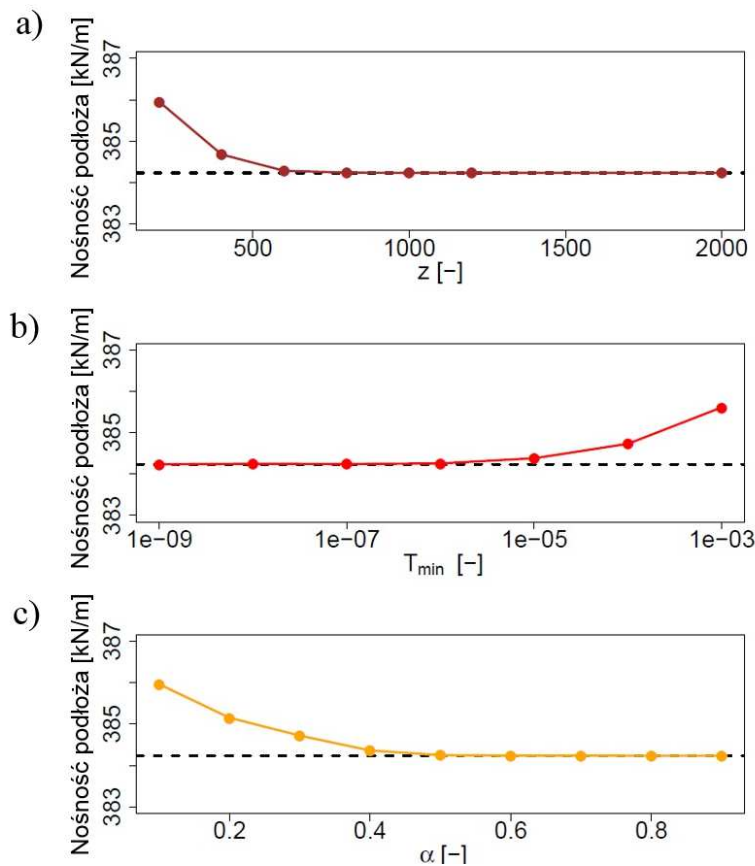 a)
Nośność podłoża [kN/m]
387
385
383
500 1000 1500 2000
z [−]
b)
Nośność podłoża [kN/m]
387
385
383
1e−09 1e−07 1e−05 1e−03
Tmin [−]
c)
Nośność podłoża [kN/m]
387
385
383
0.2 0.4 0.6 0.8
α [−]